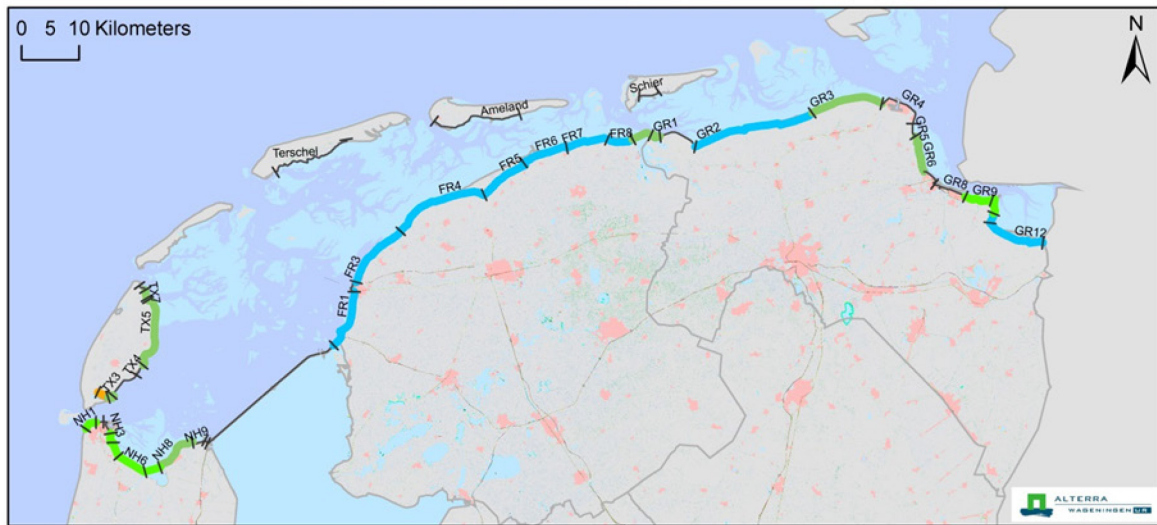 0 5 10 Kilometers
N
Schier
Ameland
Terschel
GR3
GR4
GR1
GR2
GR5
GR6
FR8
FR7
FR6
FR5
FR4
GR8
GR9
GR12
FR3
FR1
TX5
TX4
TX3
NH1
NH3
NH6
NH8
NH9
ALTERRA
WAGENINGEN UR